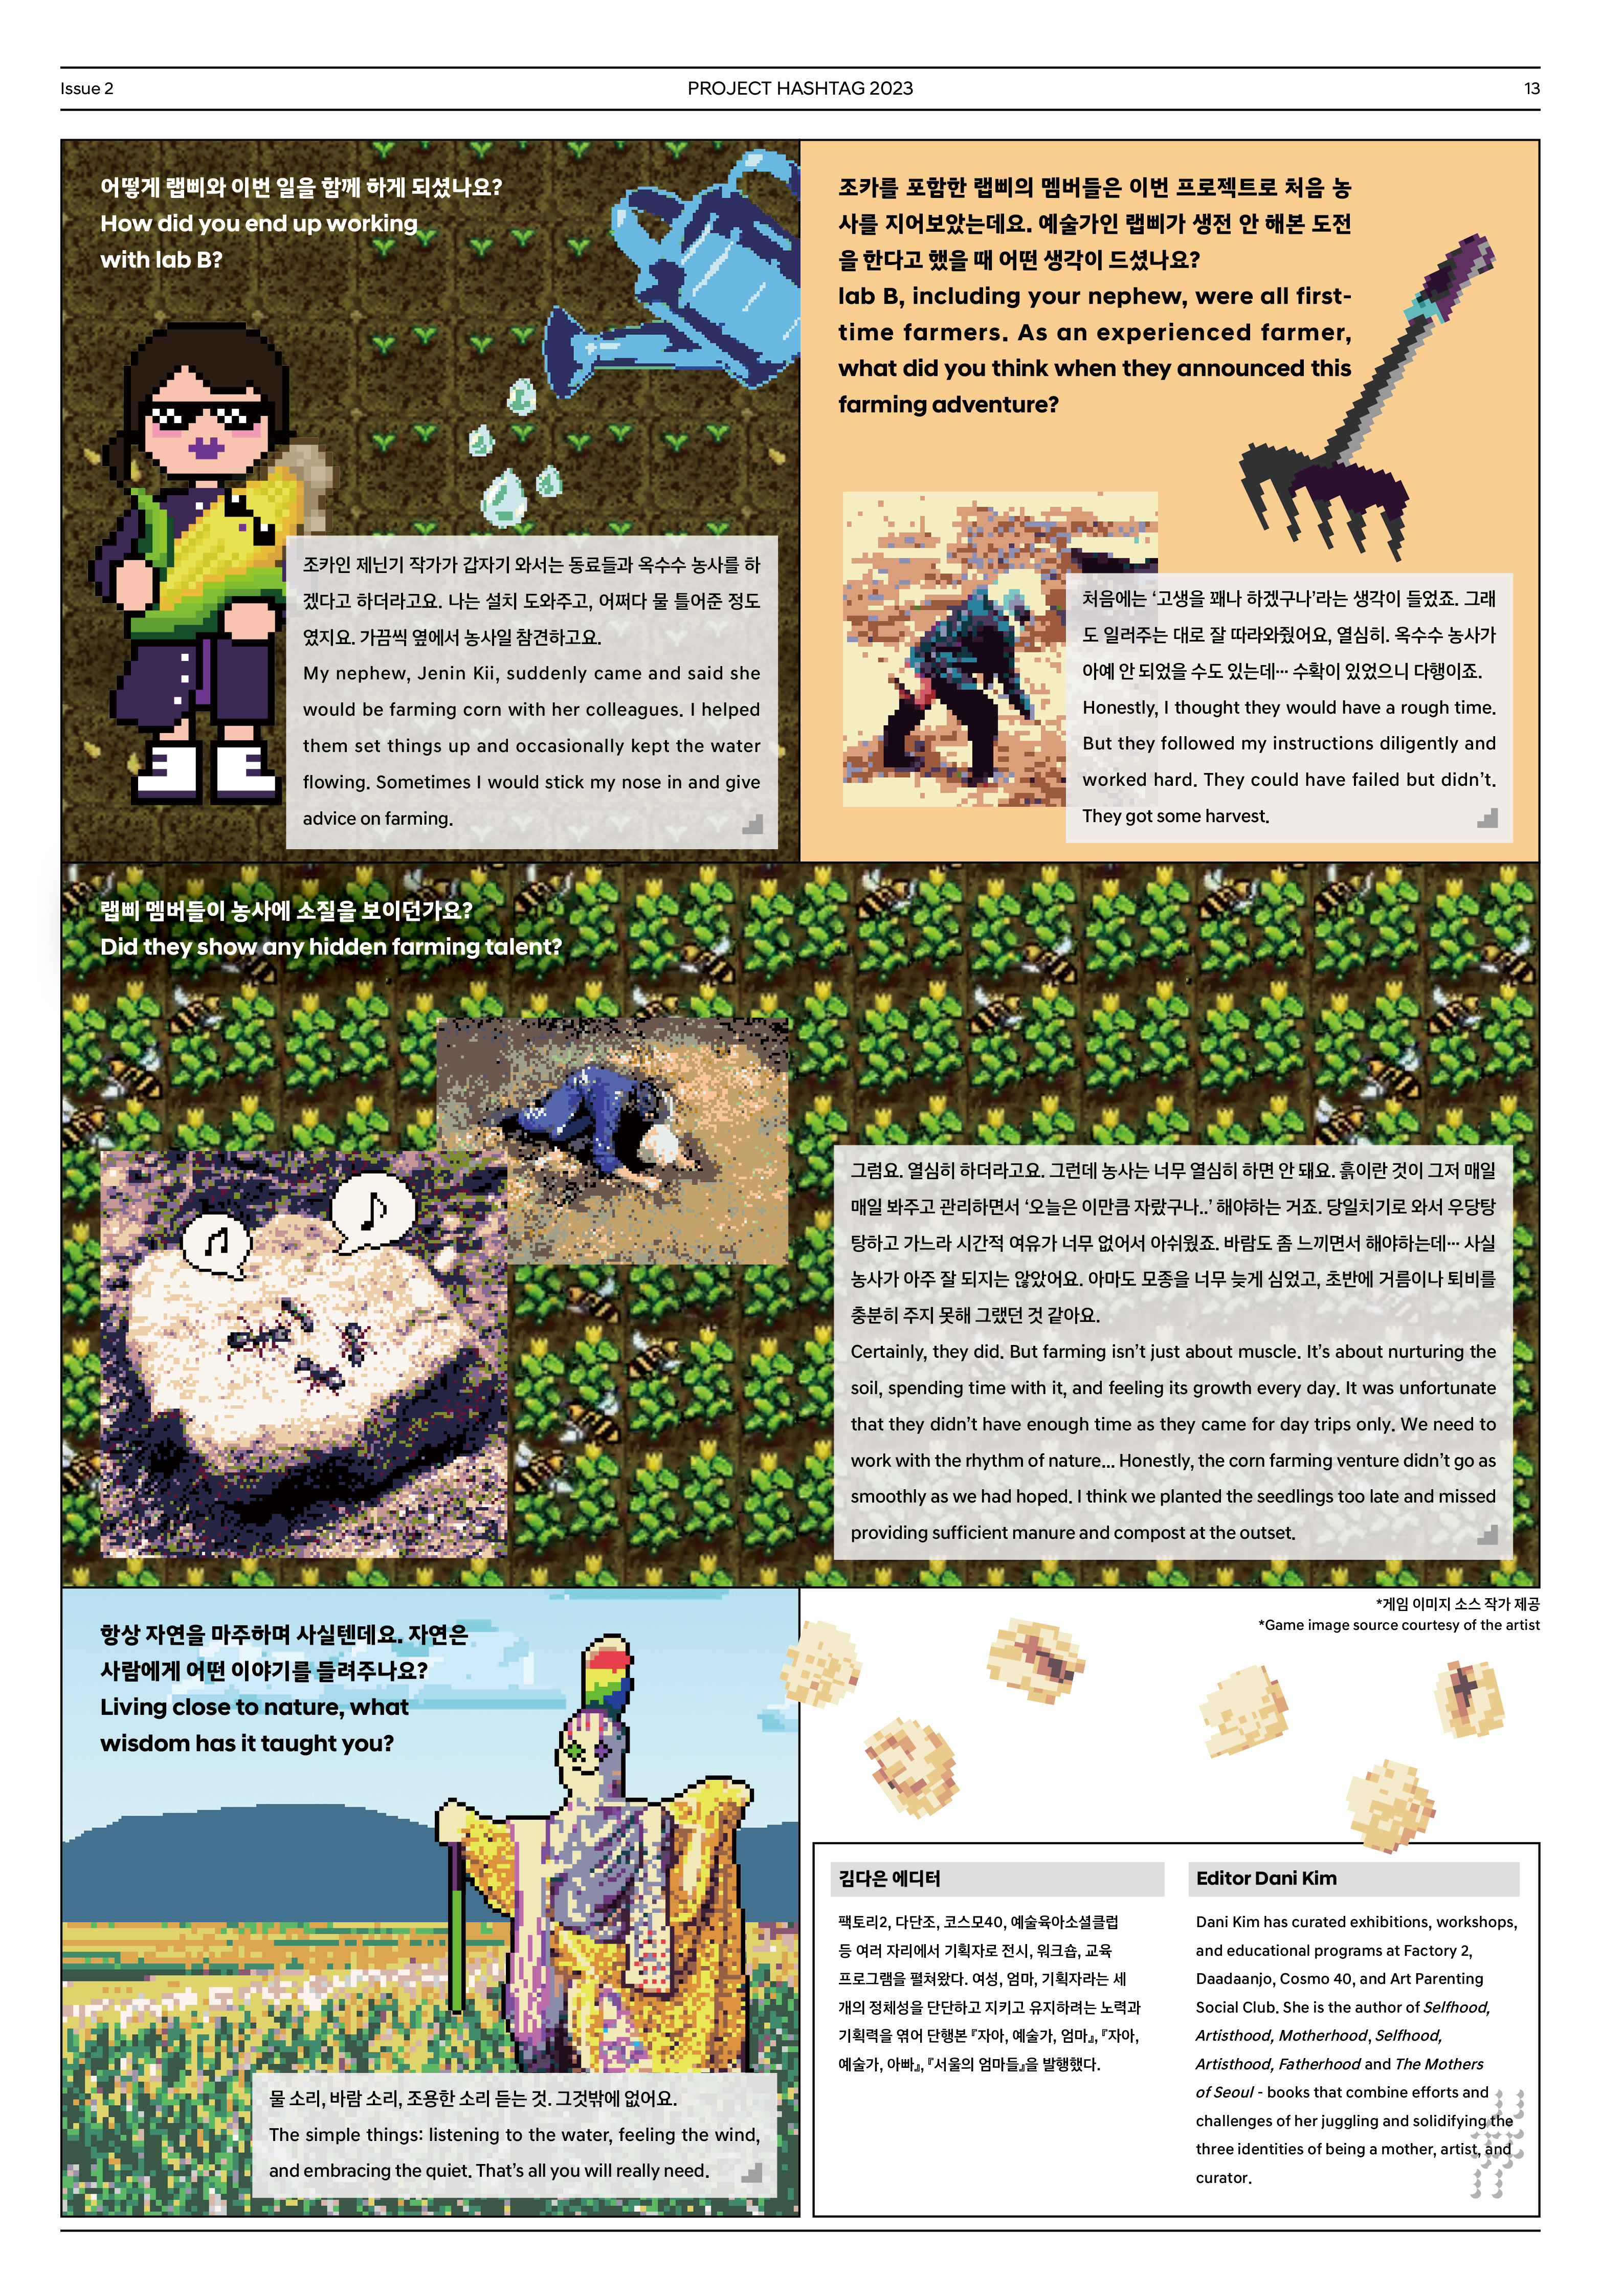 Issue 2
PROJECT HASHTAG 2023
13
어떻게 랩삐와 이번 일을 함께 하게 되셨나요?
How did you end up working
with lab B?
조카인 제닌기 작가가 갑자기 와서는 동료들과 옥수수 농사를 하
겠다고 하더라고요. 나는 설치 도와주고, 어쩌다 물 틀어준 정도
였지요. 가끔씩 옆에서 농사일 참견하고요.
My nephew, Jenin Kii, suddenly came and said she
would be farming corn with her colleagues. I helped
them set things up and occasionally kept the water
flowing. Sometimes I would stick my nose in and give
advice on farming.
조카를 포함한 랩삐의 멤버들은 이번 프로젝트로 처음 농
사를 지어보았는데요. 예술가인 랩삐가 생전 안 해본 도전
을 한다고 했을 때 어떤 생각이 드셨나요?
lab B, including your nephew, were all first-
time farmers. As an experienced farmer,
what did you think when they announced this
farming adventure?
처음에는 ‘고생을 꽤나 하겠구나’라는 생각이 들었죠. 그래
도 일러주는 대로 잘 따라와줬어요, 열심히. 옥수수 농사가
아예 안 되었을 수도 있는데… 수확이 있었으니 다행이죠.
Honestly, I thought they would have a rough time.
But they followed my instructions diligently and
worked hard. They could have failed but didn’t.
They got some harvest.
랩삐 멤버들이 농사에 소질을 보이던가요?
Did they show any hidden farming talent?
그럼요. 열심히 하더라고요. 그런데 농사는 너무 열심히 하면 안 돼요. 흙이란 것이 그저 매일
매일 봐주고 관리하면서 ‘오늘은 이만큼 자랐구나..’ 해야하는 거죠. 당일치기로 와서 우당탕
탕하고 가느라 시간적 여유가 너무 없어서 아쉬웠죠. 바람도 좀 느끼면서 해야하는데… 사실
농사가 아주 잘 되지는 않았어요. 아마도 모종을 너무 늦게 심었고, 초반에 거름이나 퇴비를
충분히 주지 못해 그랬던 것 같아요.
Certainly, they did. But farming isn’t just about muscle. It’s about nurturing the
soil, spending time with it, and feeling its growth every day. It was unfortunate
that they didn’t have enough time as they came for day trips only. We need to
work with the rhythm of nature... Honestly, the corn farming venture didn’t go as
smoothly as we had hoped. I think we planted the seedlings too late and missed
providing sufficient manure and compost at the outset.
항상 자연을 마주하며 사실텐데요. 자연은
사람에게 어떤 이야기를 들려주나요?
Living close to nature, what
wisdom has it taught you?
물 소리, 바람 소리, 조용한 소리 듣는 것. 그것밖에 없어요.
The simple things: listening to the water, feeling the wind,
and embracing the quiet. That’s all you will really need.
*게임 이미지 소스 작가 제공
*Game image source courtesy of the artist
김다은 에디터
팩토리2, 다단조, 코스모40, 예술육아소셜클럽
등 여러 자리에서 기획자로 전시, 워크숍, 교육
프로그램을 펼쳐왔다. 여성, 엄마, 기획자라는 세
개의 정체성을 단단하고 지키고 유지하려는 노력과
기획력을 엮어 단행본 『자아, 예술가, 엄마』, 『자아,
예술가, 아빠』, 『서울의 엄마들』을 발행했다.
Editor Dani Kim
Dani Kim has curated exhibitions, workshops,
and educational programs at Factory 2,
Daadaanjo, Cosmo 40, and Art Parenting
Social Club. She is the author of Selfhood,
Artisthood, Motherhood, Selfhood,
Artisthood, Fatherhood and The Mothers
of Seoul - books that combine efforts and
challenges of her juggling and solidifying the
three identities of being a mother, artist, and
curator.